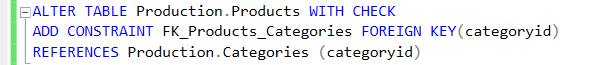 ALTER TABLE Production.Products WITH CHECK
ADD CONSTRAINT FK_Products_Categories FOREIGN KEY(categoryid)
REFERENCES Production.Categories (categoryid)